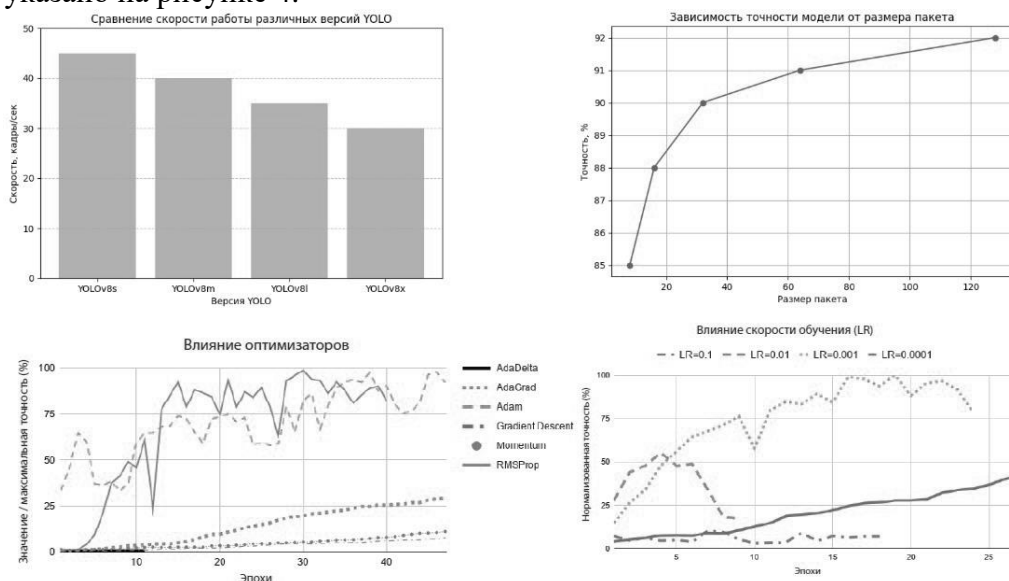 указано на рисунке 4.
Сравнение скорости работы различных версий YOLO
Скорость, кадры/сек
50
40
30
20
10
0
YOLOv8s YOLOv8m YOLOv8l YOLOv8x
Версия YOLO
Зависимость точности модели от размера пакета
Точность, %
92
91
90
89
88
87
86
85
20 40 60 80 100 120
Размер пакета
Влияние оптимизаторов
Значение / максимальная точность (%)
100
75
50
25
0
10 20 30 40
Эпохи
AdaDelta
AdaGrad
Adam
Gradient Descent
Momentum
RMSProp
Влияние скорости обучения (LR)
LR=0.1 LR=0.01 LR=0.001 LR=0.0001
Нормализованная точность (%)
100
75
50
25
0
5 10 15 20 25
Эпохи